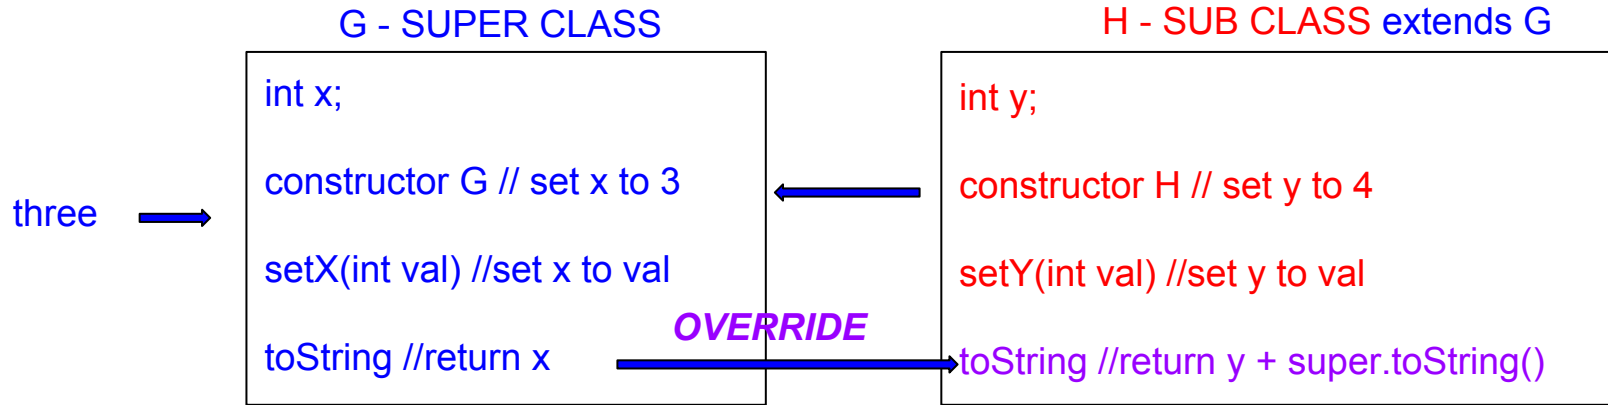 G - SUPER CLASS
int x;
constructor G // set x to 3
three
setX(int val) //set x to val
toString //return x
OVERRIDE
H - SUB CLASS extends G
int y;
constructor H // set y to 4
setY(int val) //set y to val
toString //return y + super.toString()